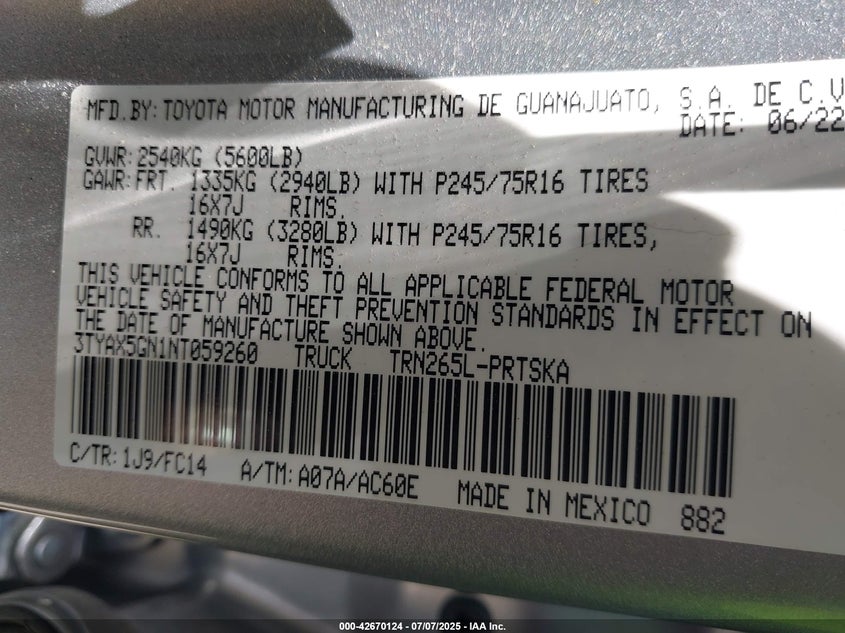 MFD.BY: TOYOTA MOTOR MANUFACTURING DE GUANAJUATO, S.A. DE C.V
DATE: 06/22
GVWR: 2540KG (5600LB)
GAWR: FRT. 1335KG (2940LB) WITH P245/75R16 TIRES
16X7J RIMS.
RR. 1490KG (3280LB) WITH P245/75R16 TIRES,
16X7J RIMS.
THIS VEHICLE CONFORMS TO ALL APPLICABLE FEDERAL MOTOR
VEHICLE SAFETY AND THEFT PREVENTION STANDARDS IN EFFECT ON
THE DATE OF MANUFACTURE SHOWN ABOVE.
3TYAX5GN1NT059260 TRUCK TRN265L-PRTSKA
C/TR: 1J9/FC14 A/TM: A07A/AC60E MADE IN MEXICO 882
000-42670124 - 07/07/2025 - IAA Inc.